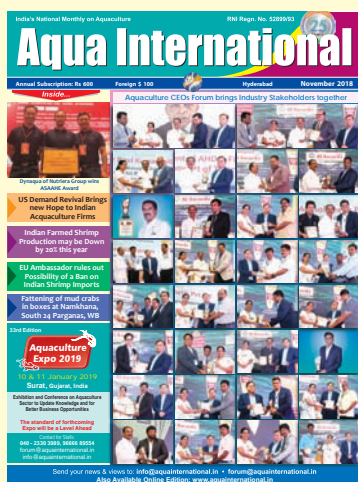 India's National Monthly on Aquaculture
RNI Regn. No. 52899/93
Aqua International
Annual Subscription: Rs 600
Foreign $ 100
Hyderabad
November 2018
Inside...
Aquaculture CEOs Forum brings Industry Stakeholders together
Dynaqua of Nutriera Group wins
ASAANE Award
US Demand Revival Brings
new Hope to Indian
Acquaculture Firms
Indian Farmed Shrimp
Production may be Down
by 20% this year
EU Ambassador rules out
Possibility of a Ban on
Indian Shrimp Imports
Fattening of mud crabs
in boxes at Namkhana,
South 24 Parganas, WB
33rd Edition
Aquaculture
Expo 2019
10 & 11 January 2019
Surat, Gujarat, India
Exhibition and Conference on Aquaculture
Sector to Update Knowledge and for
Better Business Opportunities
The standard of forthcoming
Expo will be a Level Ahead
Contact for Stalls:
040 - 2330 3989, 96666 89554
forum@aquainternational.in
info@aquainternational.in
Send your news & views to: info@aquainternational.in • forum@aquainternational.in
Also Available Online Edition: www.aquainternational.in